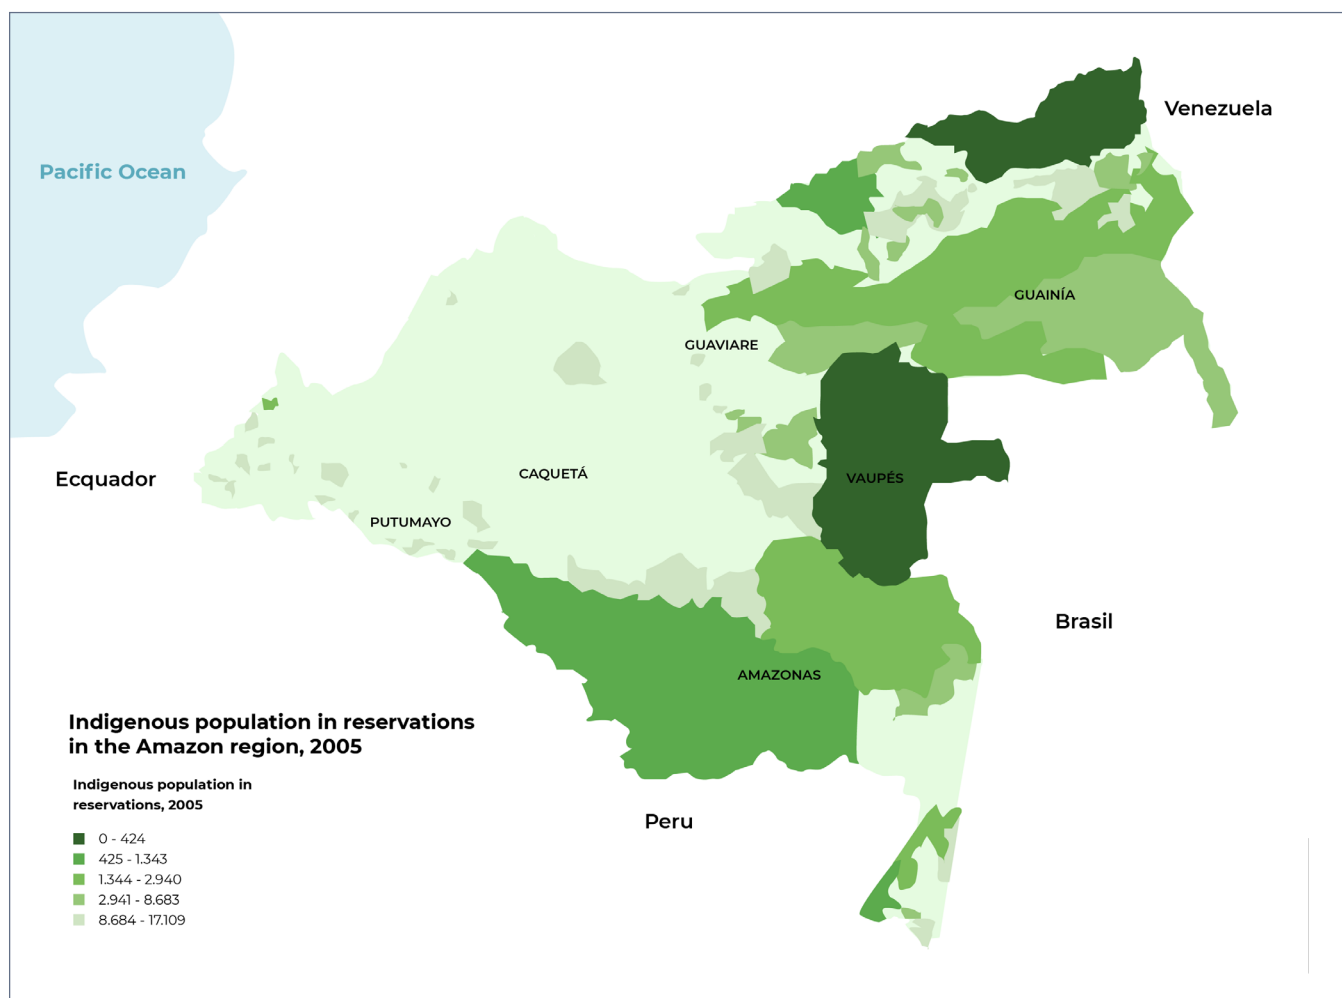 Venezuela
Pacific Ocean
GUAINÍA
GUAVIARE
CAQUETÁ
VAUPÉS
Ecquador
PUTUMAYO
Brasil
AMAZONAS
Indigenous population in reservations
in the Amazon region, 2005
Indigenous population in
reservations, 2005
Peru
0 - 424
425 - 1.343
1.344 - 2.940
2.941 - 8.683
8.684 - 17.109